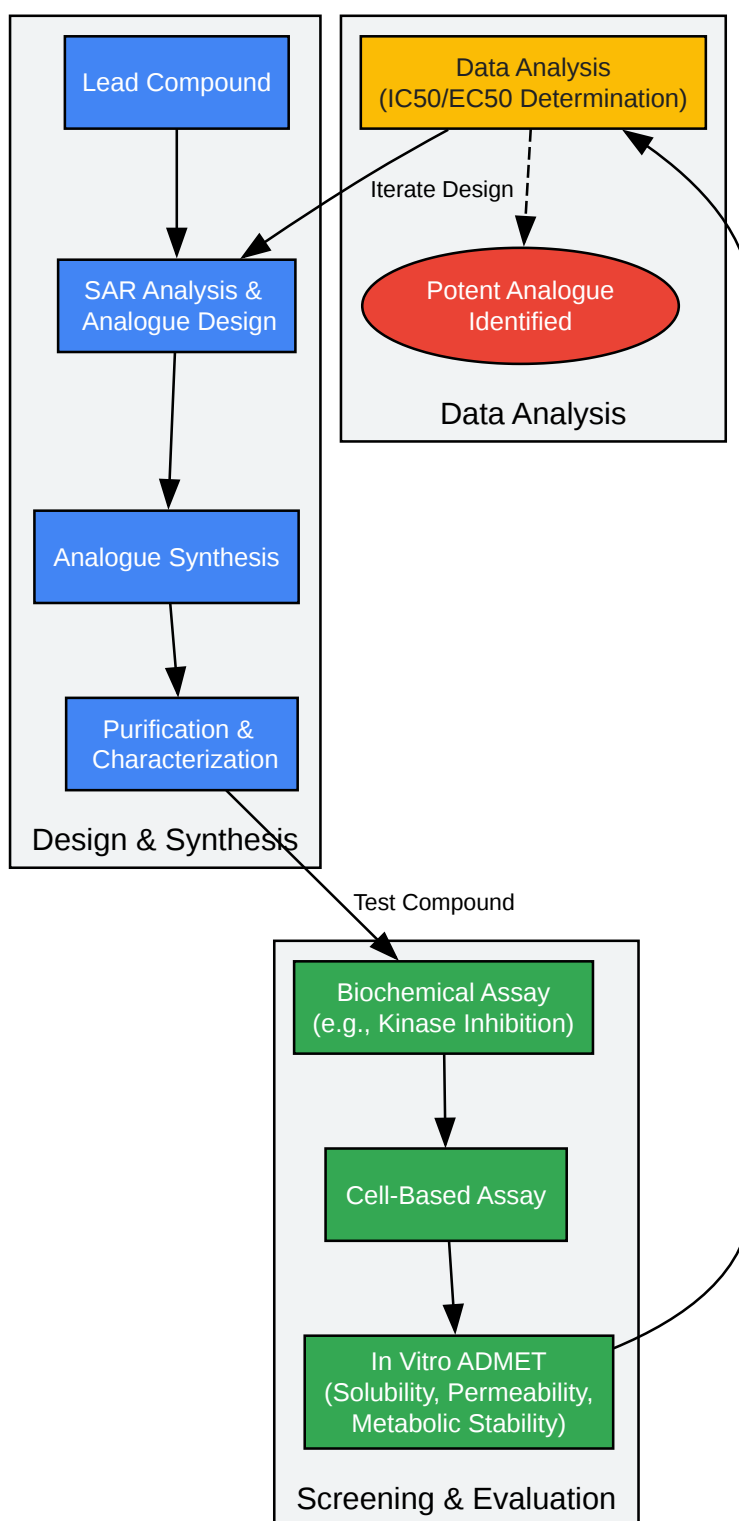 Lead Compound
SAR Analysis &
Analogue Design
Analogue Synthesis
Purification &
Characterization
Design & Synthesis
Data Analysis
(IC50/EC50 Determination)
Iterate Design
Potent Analogue
Identified
Data Analysis
Test Compound
Biochemical Assay
(e.g., Kinase Inhibition)
Cell-Based Assay
In Vitro ADMET
(Solubility, Permeability,
Metabolic Stability)
Screening & Evaluation